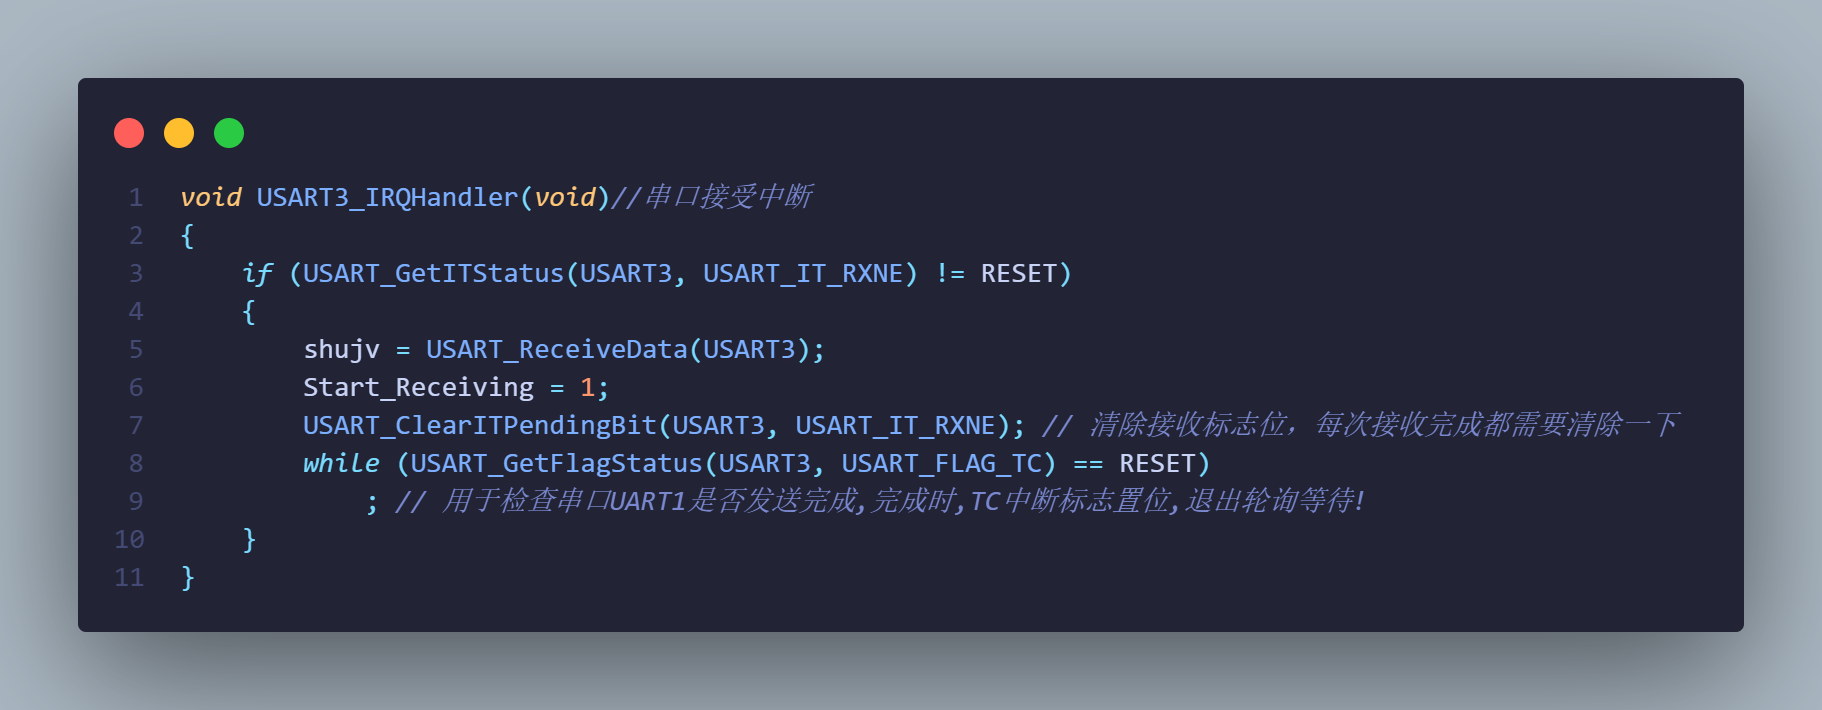 1 void USART3_IRQHandler(void)//串口接受中断
2 {
3     if (USART_GetITStatus(USART3, USART_IT_RXNE) != RESET)
4     {
5         shujv = USART_ReceiveData(USART3);
6         Start_Receiving = 1;
7         USART_ClearITPendingBit(USART3, USART_IT_RXNE); // 清除接收标志位，每次接收完成都需要清除一下
8         while (USART_GetFlagStatus(USART3, USART_FLAG_TC) == RESET)
9             ; // 用于检查串口UART1是否发送完成,完成时,TC中断标志置位,退出轮询等待!
10     }
11 }